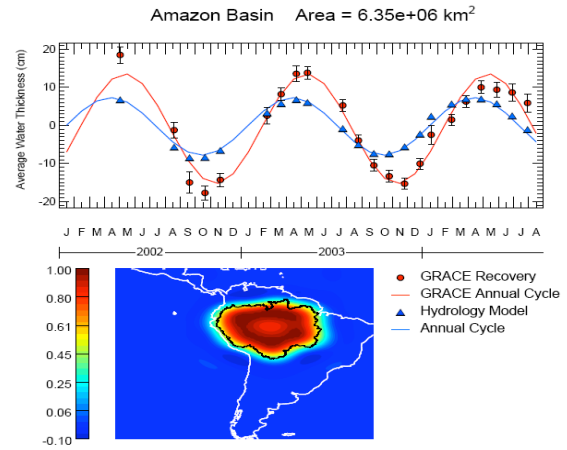 Amazon Basin Area = 6.35e+06 km²
Average Water Thickness (cm)
20
10
0
-10
-20
J F M A M J J A S O N D J F M A M J J A S O N D J F M A M J J A
2002 2003
1.00
0.80
0.61
0.45
0.25
0.06
-0.10
GRACE Recovery
GRACE Annual Cycle
Hydrology Model
Annual Cycle